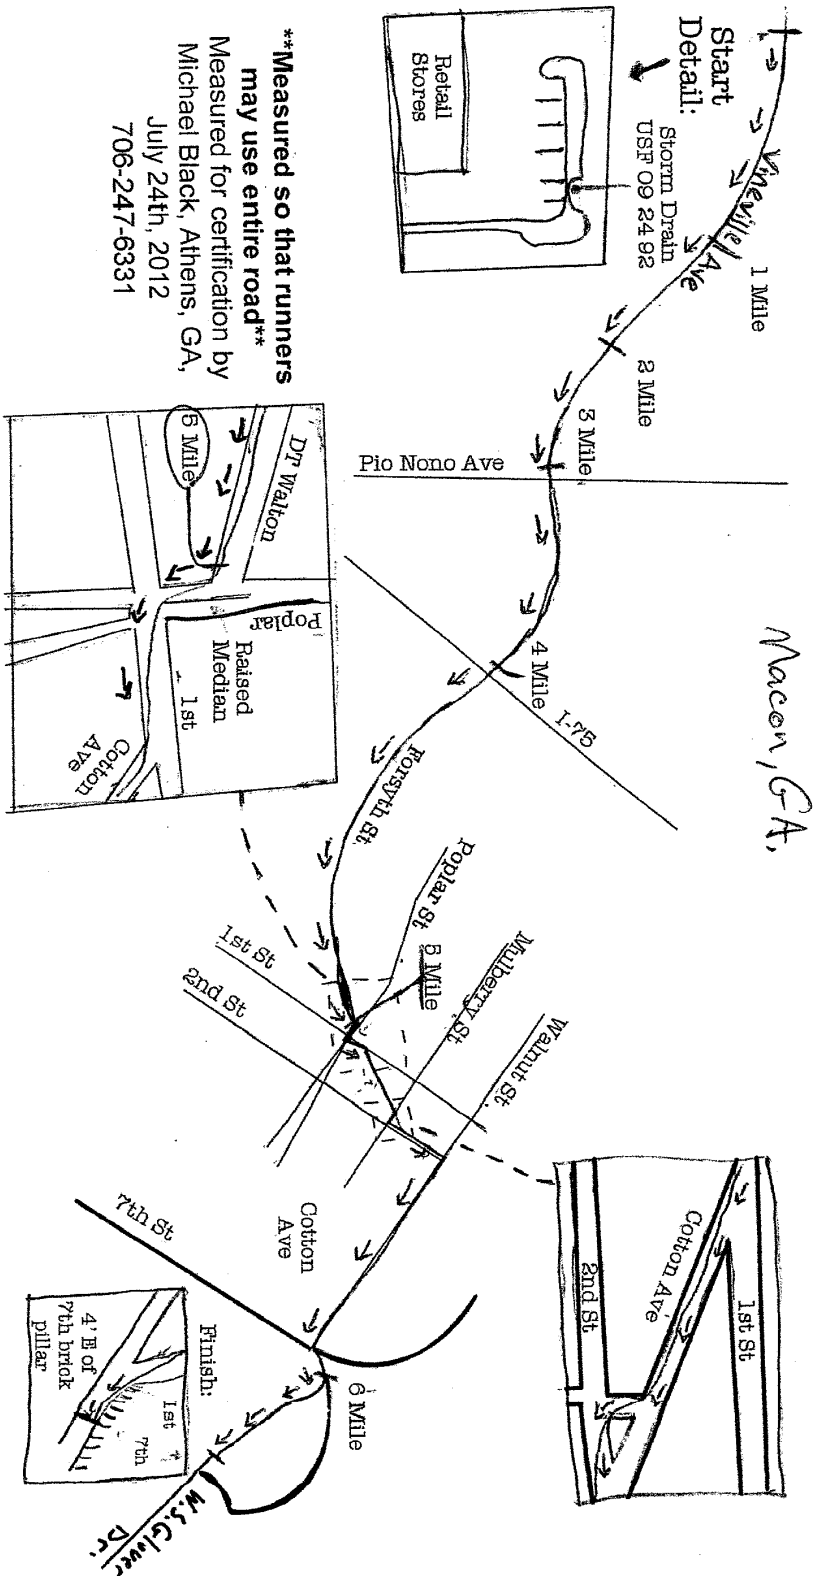 Macon, GA.
Start
Detail:
Storm Drain
USF 09 2492
Retail
Stores
Vineville Ave
1 Mile
2 Mile
3 Mile
Pio Nono Ave
4 Mile
I-75
Forsyth St.
**Measured so that runners
may use entire road**
Measured for certification by
Michael Black, Athens, GA,
July 24th, 2012
706-247-6331
5 Mile
DT Walton
Poplar
Raised
Median
1st
Cotton
Ave
Poplar St
5 Mile
Mulberry St
Walnut St.
1st St
2nd St
Cotton
Ave
7th St
1st St
Cotton Ave
2nd St
6 Mile
Finish:
4' E of
7th brick
pillar
1st
7th
W.S.Glover
Dr.